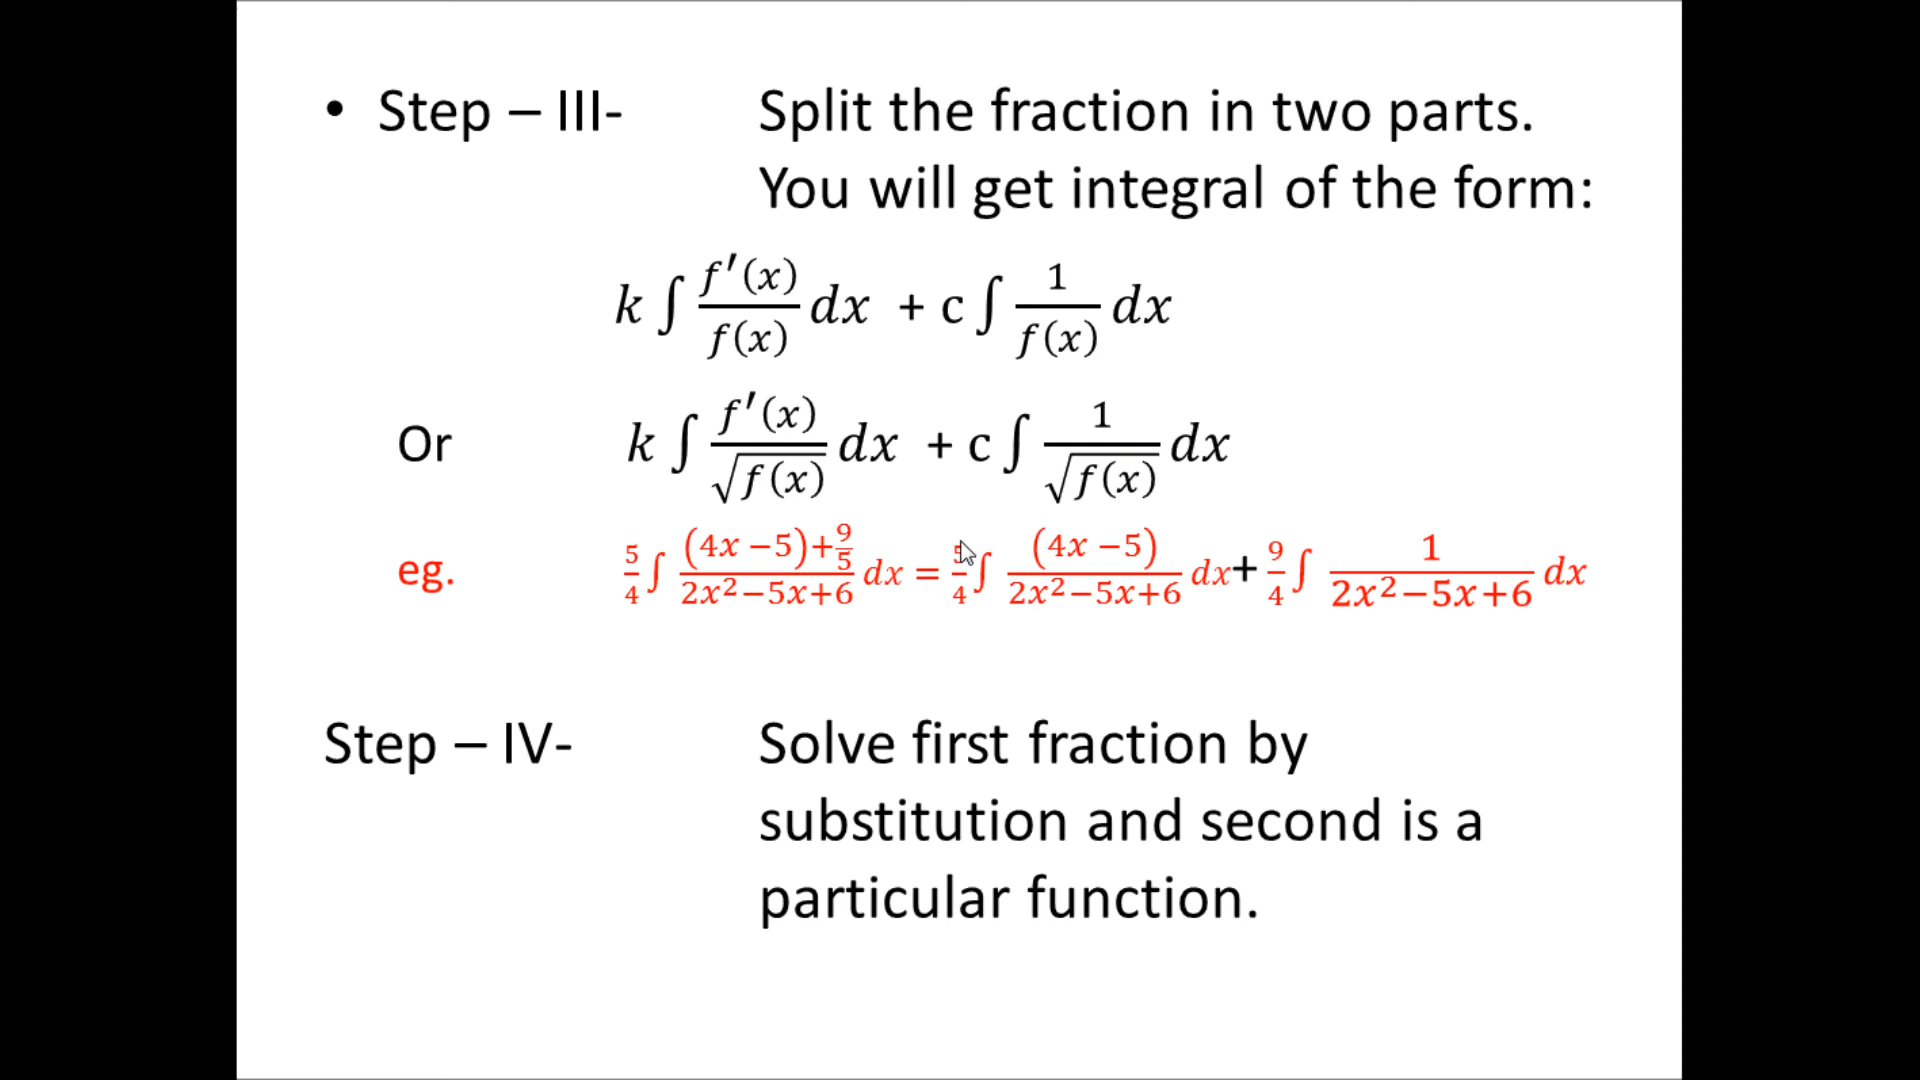 • Step – III- Split the fraction in two parts.
You will get integral of the form:
k ∫ f′(x)/f(x) dx + c ∫ 1/f(x) dx
Or k ∫ f′(x)/√f(x) dx + c ∫ 1/√f(x) dx
eg. 5/4 ∫ (4x −5)+9/5 / 2x²−5x+6 dx = 5/4 ∫ (4x −5)/2x²−5x+6 dx+ 9/4 ∫ 1/2x²−5x+6 dx
Step – IV- Solve first fraction by
substitution and second is a
particular function.